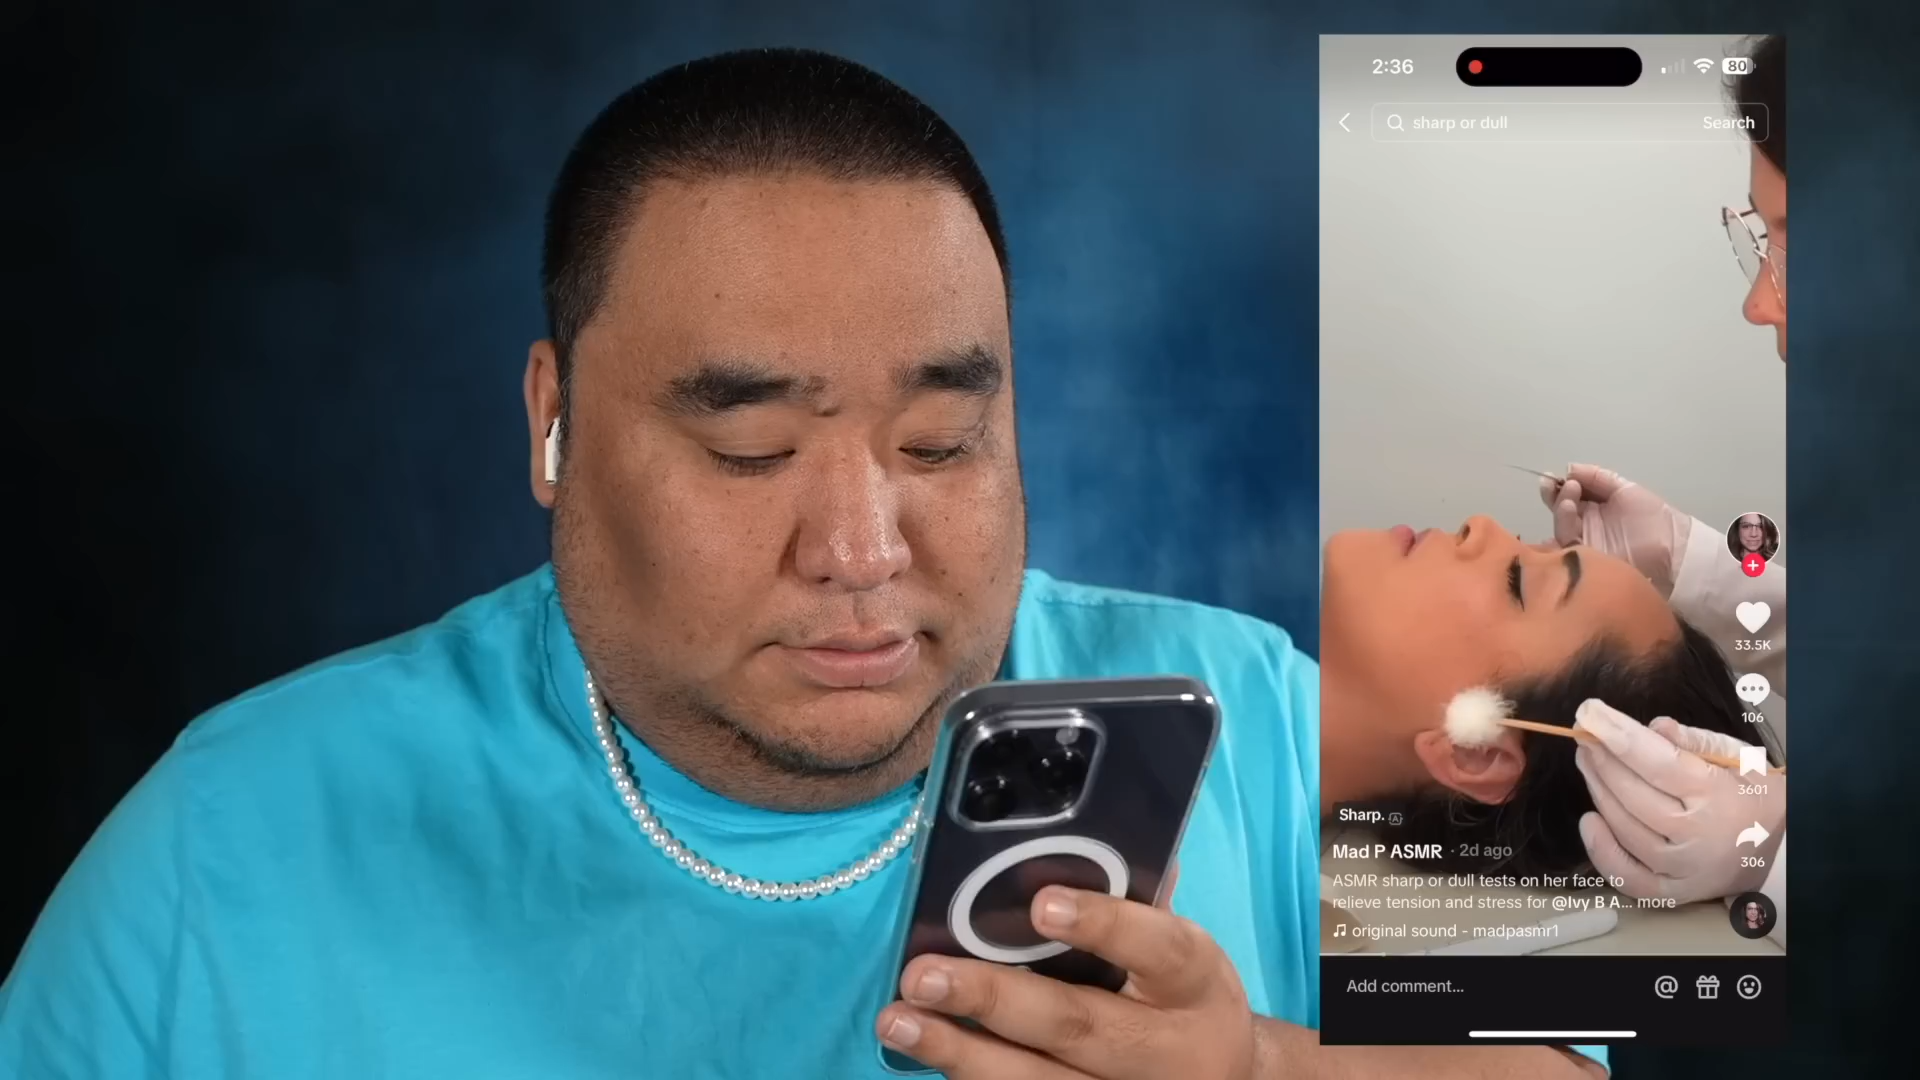 2:36
80
sharp or dull
Search
33.5K
106
3601
306
Sharp.
Mad P ASMR · 2d ago
ASMR sharp or dull tests on her face to
relieve tension and stress for @Ivy B A... more
original sound - madpasmr1
Add comment...
@